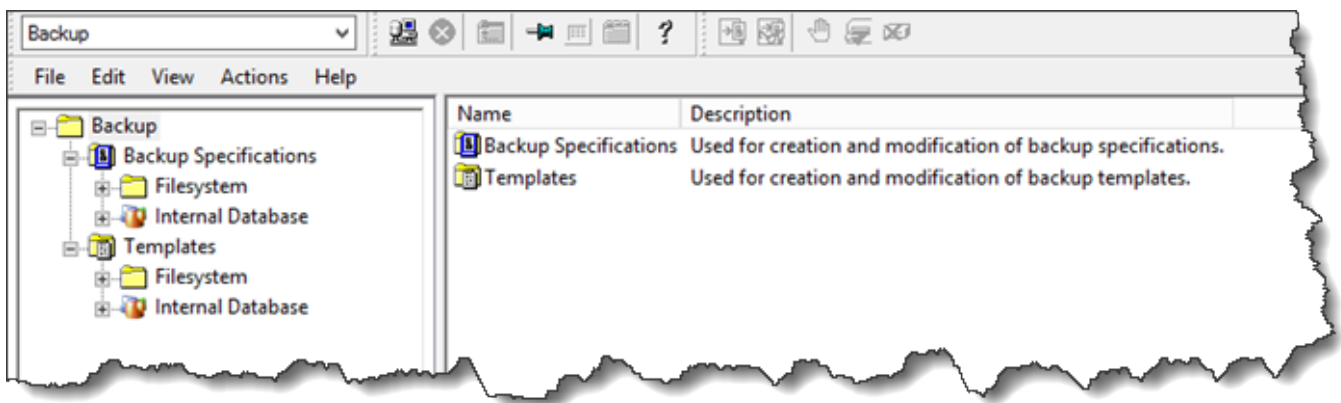 Backup
?
File Edit View Actions Help
Backup
Backup Specifications
Filesystem
Internal Database
Templates
Filesystem
Internal Database
Name Description
Backup Specifications Used for creation and modification of backup specifications.
Templates Used for creation and modification of backup templates.